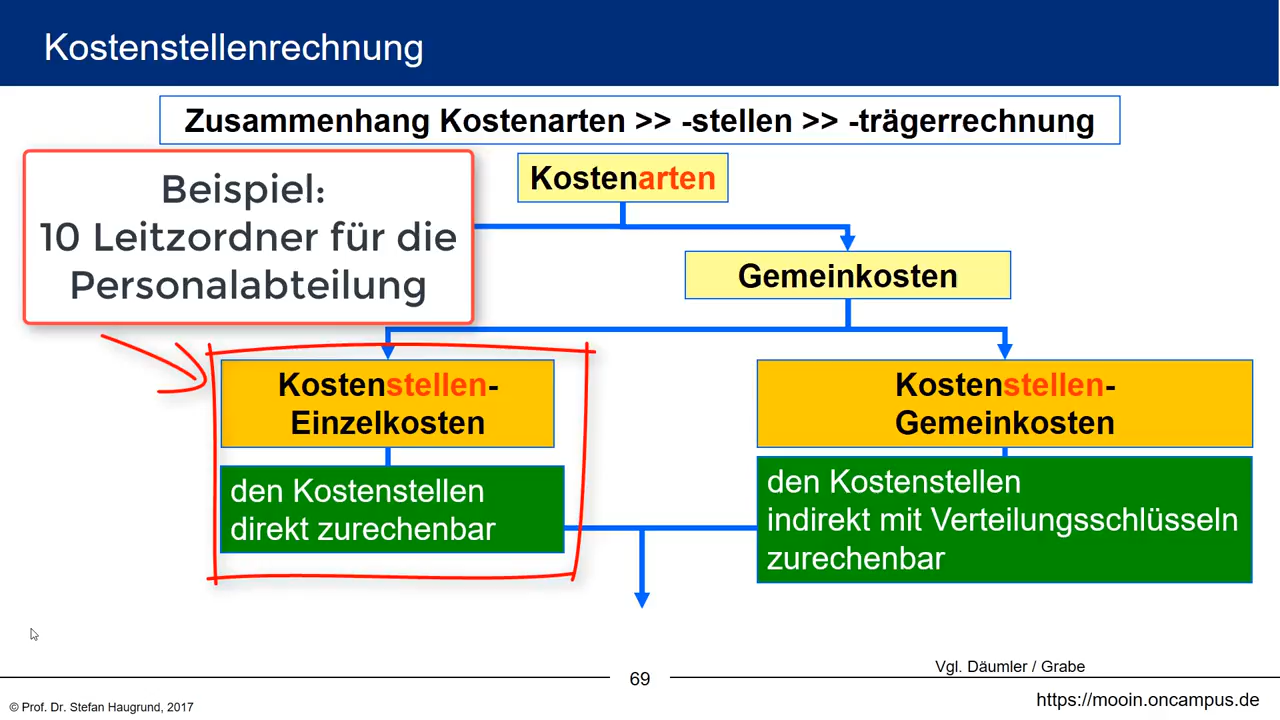 Kostenstellenrechnung
Zusammenhang Kostenarten >> -stellen >> -trägerrechnung
Beispiel:
10 Leitzordner für die
Personalabteilung
Kostenarten
Gemeinkosten
Kostenstellen-
Einzelkosten
den Kostenstellen
direkt zurechenbar
Kostenstellen-
Gemeinkosten
den Kostenstellen
indirekt mit Verteilungsschlüsseln
zurechenbar
Vgl. Däumler / Grabe
69
© Prof. Dr. Stefan Haugrund, 2017
https://mooin.oncampus.de